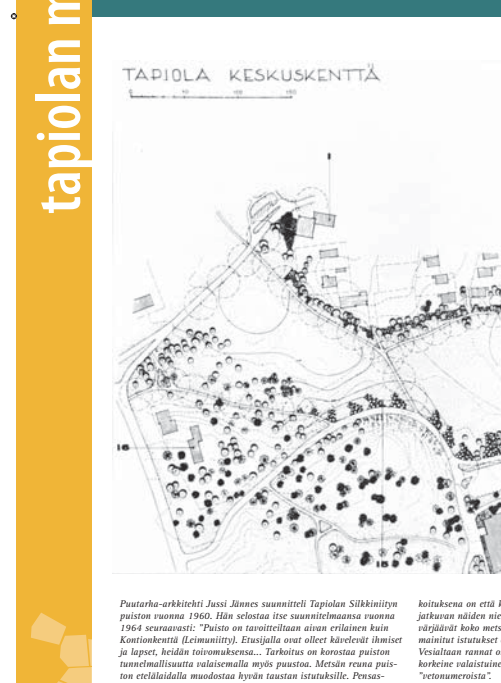 tapiolan m
TAPIOLA KESKUSKENTTÄ
16
15
Puutarha-arkkitehti Jussi Jännes suunnitteli Tapiolan Silkkiniityn
puiston vuonna 1960. Hän selostaa itse suunnitelmaansa vuonna
1964 seuraavasti: "Puisto on tavoitteiltaan aivan erilainen kuin
Kontionkenttä (Leimuniitty). Etusijalla ovat olleet kävelevät ihmiset
ja lapset, heidän toivomuksensa... Tarkoitus on korostaa puiston
tunnelmallisuutta valaisemalla myös puustoa. Metsän reuna puis-
ton etelälaidalla muodostaa hyvän taustan istutuksille. Pensas-
koituksena on että k
jatkuvan näiden nie
värjäävät koko mets
mainitut istutukset
Vesialtaan rannat o
korkeine valaistuine
"vetonumeroista".